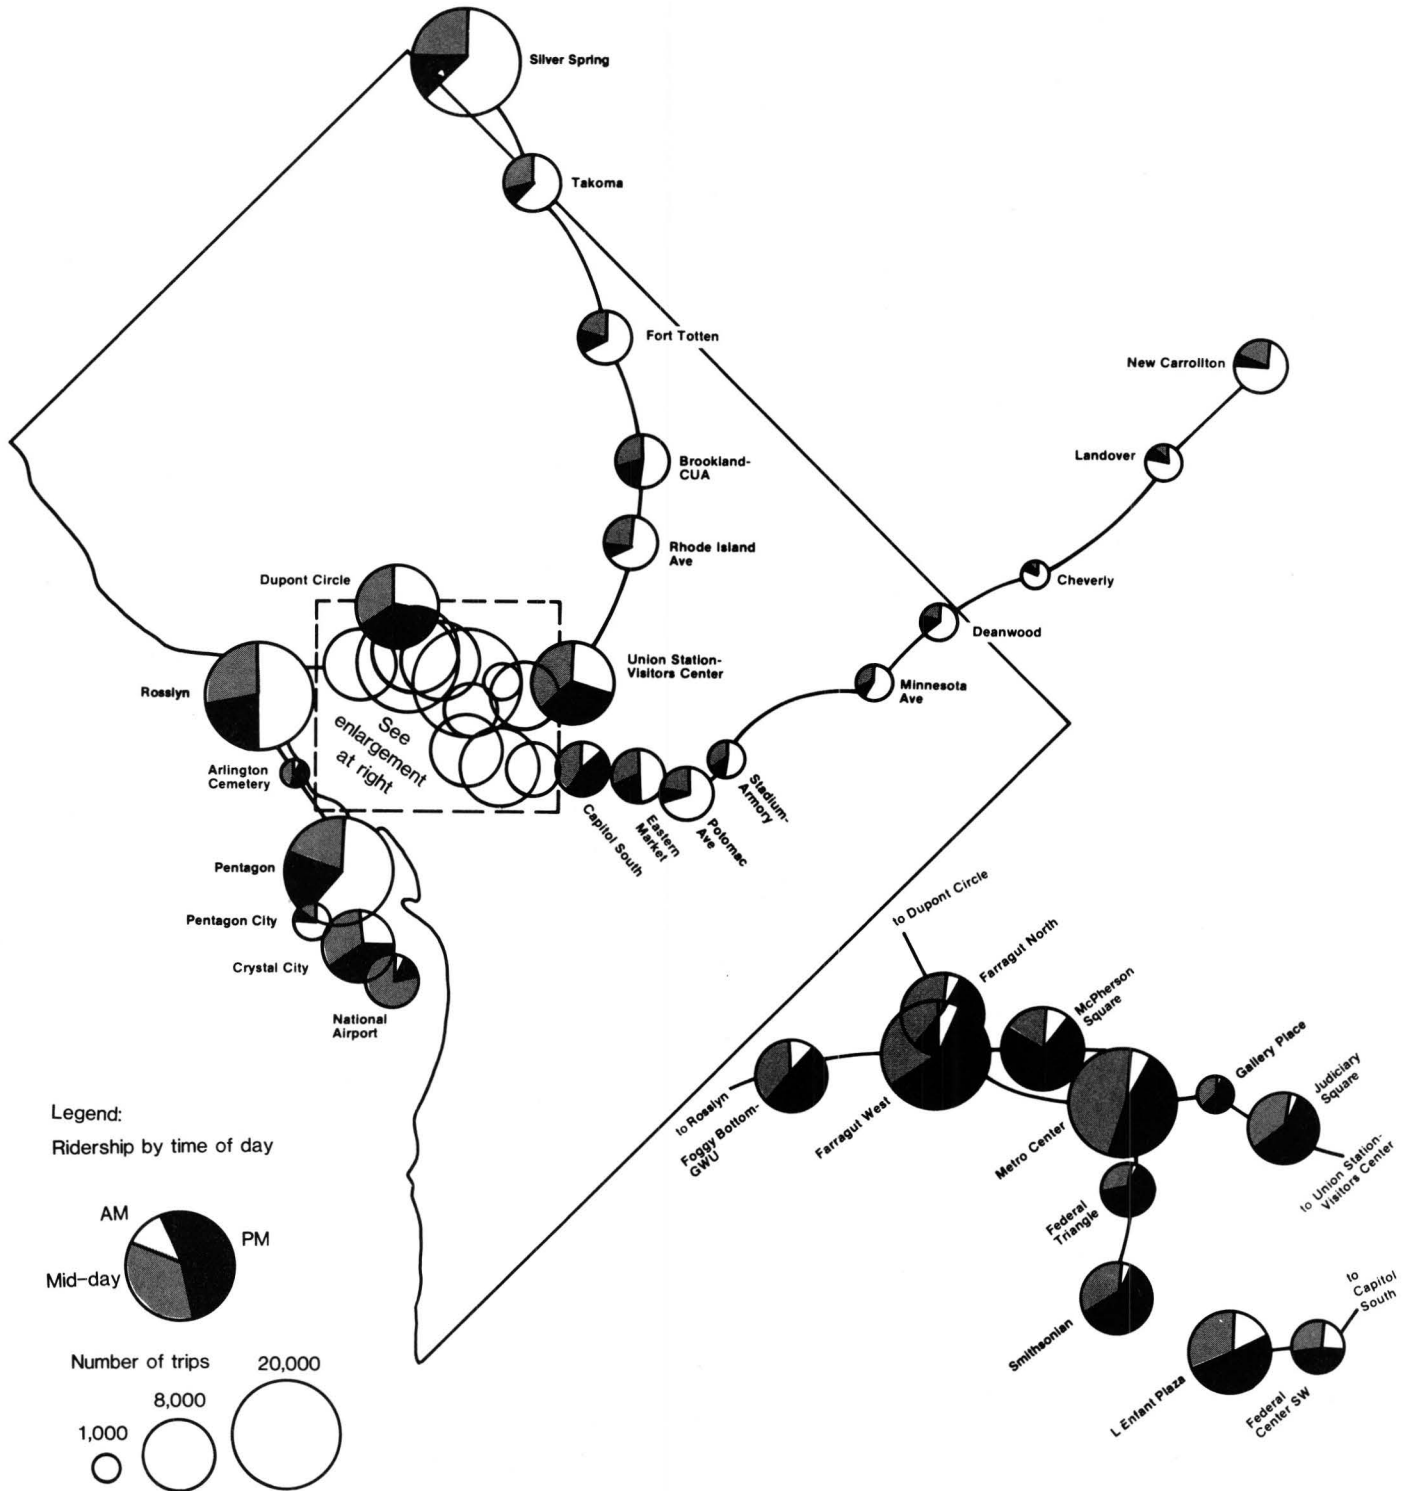 Silver Spring
Takoma
Fort Totten
New Carrollton
Landover
Brookland-
CUA
Rhode Island
Ave
Dupont Circle
Cheverly
Deanwood
Union Station-
Visitors Center
Minnesota
Ave
Rosslyn
See
enlargement
at right
Arlington
Cemetery
Stadium-
Armory
Capitol South
Eastern
Market
Potomac
Ave
Pentagon
Pentagon City
Crystal City
National
Airport
to Dupont Circle
Farragut North
McPherson
Square
Gallery Place
Judiciary
Square
to Rosslyn
Foggy Bottom-
GWU
Farragut West
Metro Center
to Union Station-
Visitors Center
Federal
Triangle
Smithsonian
to
Capitol
South
L Enfant Plaza
Federal
Center SW
Legend:
Ridership by time of day
AM
PM
Mid-day
Number of trips
20,000
8,000
1,000